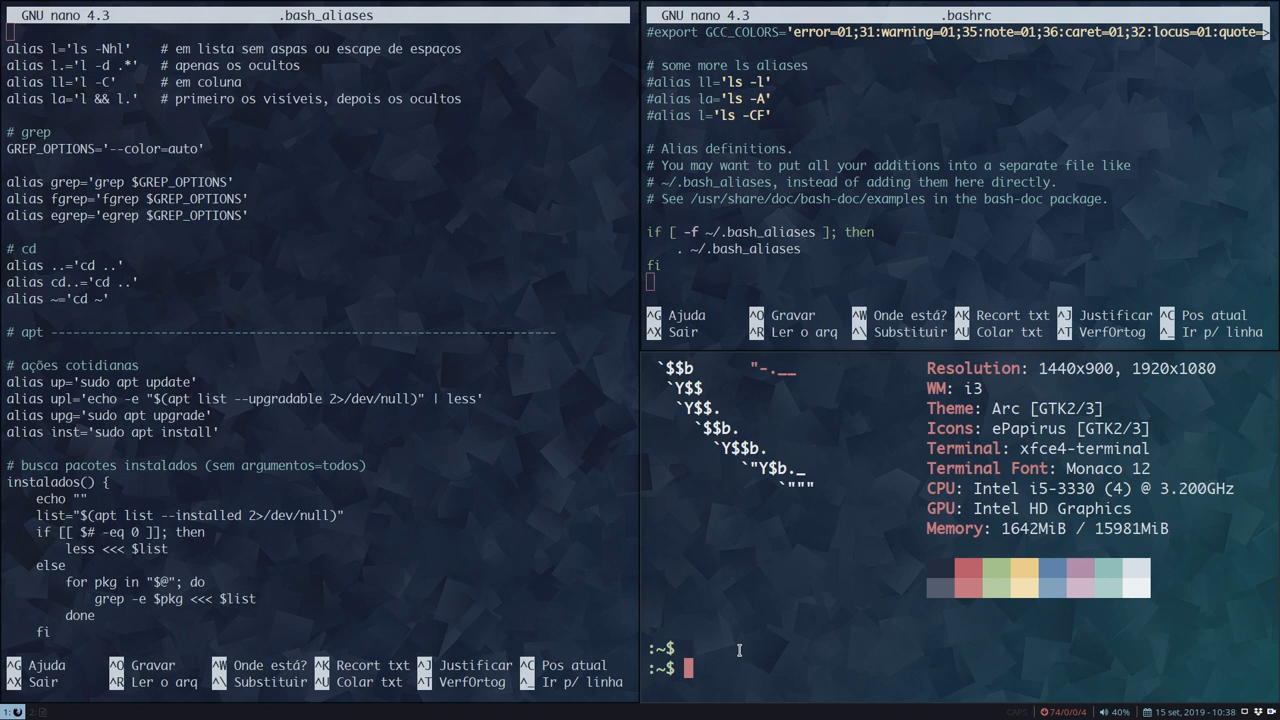 GNU nano 4.3 .bash_aliases
alias l='ls -Nhl' # em lista sem aspas ou escape de espaços
alias l.='l -d .*' # apenas os ocultos
alias ll='l -C' # em coluna
alias la='l && l.' # primeiro os visíveis, depois os ocultos
# grep
GREP_OPTIONS='--color=auto'
alias grep='grep $GREP_OPTIONS'
alias fgrep='fgrep $GREP_OPTIONS'
alias egrep='egrep $GREP_OPTIONS'
# cd
alias ..='cd ..'
alias cd..='cd ..'
alias ~='cd ~'
# apt ---------------------------------------------------------------------
# ações cotidianas
alias up='sudo apt update'
alias upl='echo -e "$(apt list --upgradable 2>/dev/null)" | less'
alias upg='sudo apt upgrade'
alias inst='sudo apt install'
# busca pacotes instalados (sem argumentos=todos)
instalados() {
    echo ""
    list="$(apt list --installed 2>/dev/null)"
    if [[ $# -eq 0 ]]; then
        less <<< $list
    else
        for pkg in "$@"; do
            grep -e $pkg <<< $list
        done
    fi
^G Ajuda ^O Gravar ^W Onde está? ^K Recort txt ^J Justificar ^C Pos atual
^X Sair ^R Ler o arq ^\ Substituir ^U Colar txt ^T VerfOrtog ^_ Ir p/ linha
GNU nano 4.3 .bashrc
#export GCC_COLORS='error=01;31:warning=01;35:note=01;36:caret=01;32:locus=01:quote=>
# some more ls aliases
#alias ll='ls -l'
#alias la='ls -A'
#alias l='ls -CF'
# Alias definitions.
# You may want to put all your additions into a separate file like
# ~/.bash_aliases, instead of adding them here directly.
# See /usr/share/doc/bash-doc/examples in the bash-doc package.
if [ -f ~/.bash_aliases ]; then
    . ~/.bash_aliases
fi
^G Ajuda ^O Gravar ^W Onde está? ^K Recort txt ^J Justificar ^C Pos atual
^X Sair ^R Ler o arq ^\ Substituir ^U Colar txt ^T VerfOrtog ^_ Ir p/ linha
`$$b "-.__ Resolution: 1440x900, 1920x1080
`Y$$ WM: i3
`Y$$. Theme: Arc [GTK2/3]
`$$b. Icons: ePapirus [GTK2/3]
`Y$$b. Terminal: xfce4-terminal
`"Y$b._ Terminal Font: Monaco 12
`""" CPU: Intel i5-3330 (4) @ 3.200GHz
GPU: Intel HD Graphics
Memory: 1642MiB / 15981MiB
:~$
:~$
1: 2: CAPS 74/0/0/4 40% 15 set, 2019 - 10:38